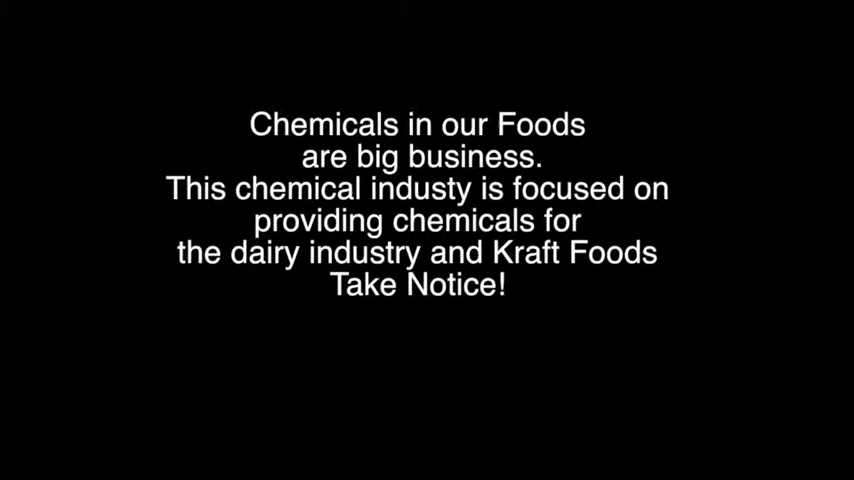 Chemicals in our Foods
are big business.
This chemical industy is focused on
providing chemicals for
the dairy industry and Kraft Foods
Take Notice!